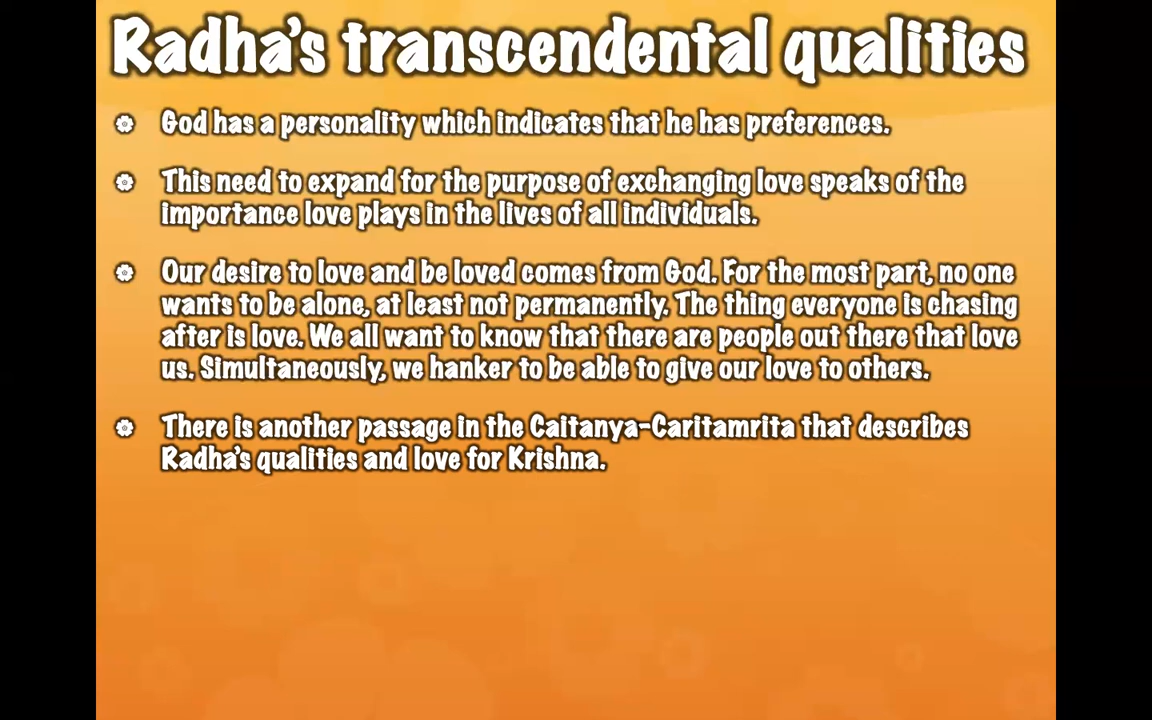 Radha's transcendental qualities
God has a personality which indicates that he has preferences.
This need to expand for the purpose of exchanging love speaks of the
importance love plays in the lives of all individuals.
Our desire to love and be loved comes from God. For the most part, no one
wants to be alone, at least not permanently. The thing everyone is chasing
after is love. We all want to know that there are people out there that love
us. Simultaneously, we hanker to be able to give our love to others.
There is another passage in the Caitanya-Caritamrita that describes
Radha's qualities and love for Krishna.